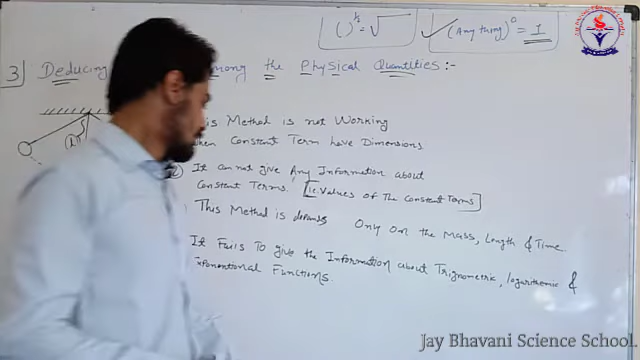 ( )^½ = √
(Any thing)^0 = 1
3) Deducing among the Physical Quantities :-
is Method is not Working
when Constant Term have Dimensions
It can not give Any Information about
Constant Terms. [i.e. Values of the Constant Terms]
This Method is depends Only on the Mass, Length & Time.
It Fails To give the Information about Trignometric, logarithmic &
xponentional Functions.
Jay Bhavani Science School.